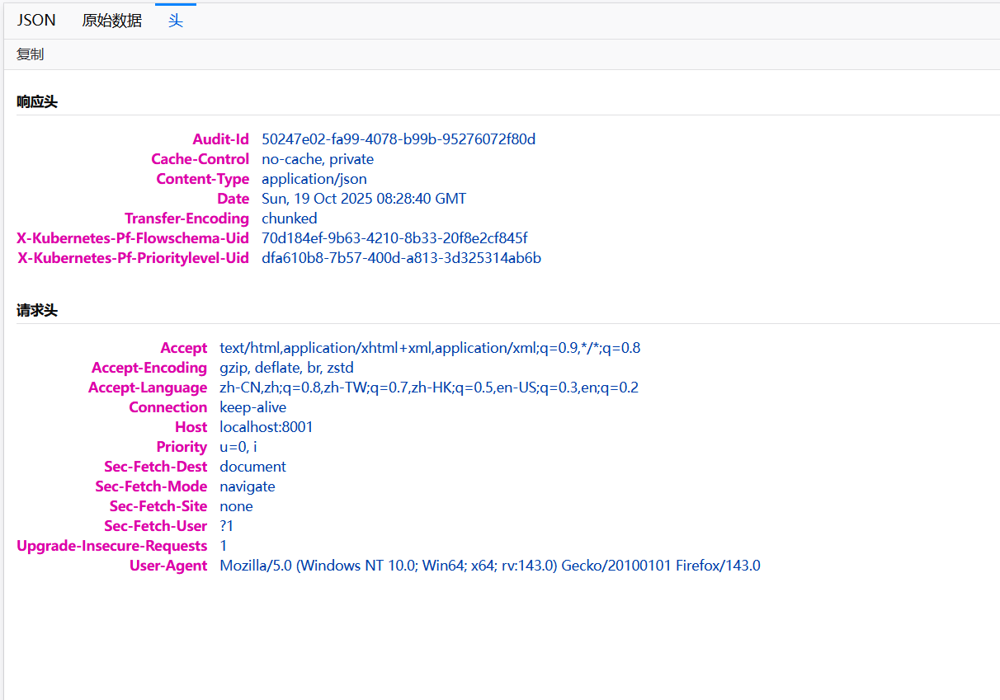 JSON 原始数据 头
复制
响应头
Audit-Id 50247e02-fa99-4078-b99b-95276072f80d
Cache-Control no-cache, private
Content-Type application/json
Date Sun, 19 Oct 2025 08:28:40 GMT
Transfer-Encoding chunked
X-Kubernetes-Pf-Flowschema-Uid 70d184ef-9b63-4210-8b33-20f8e2cf845f
X-Kubernetes-Pf-Prioritylevel-Uid dfa610b8-7b57-400d-a813-3d325314ab6b
请求头
Accept text/html,application/xhtml+xml,application/xml;q=0.9,*/*;q=0.8
Accept-Encoding gzip, deflate, br, zstd
Accept-Language zh-CN,zh;q=0.8,zh-TW;q=0.7,zh-HK;q=0.5,en-US;q=0.3,en;q=0.2
Connection keep-alive
Host localhost:8001
Priority u=0, i
Sec-Fetch-Dest document
Sec-Fetch-Mode navigate
Sec-Fetch-Site none
Sec-Fetch-User ?1
Upgrade-Insecure-Requests 1
User-Agent Mozilla/5.0 (Windows NT 10.0; Win64; x64; rv:143.0) Gecko/20100101 Firefox/143.0